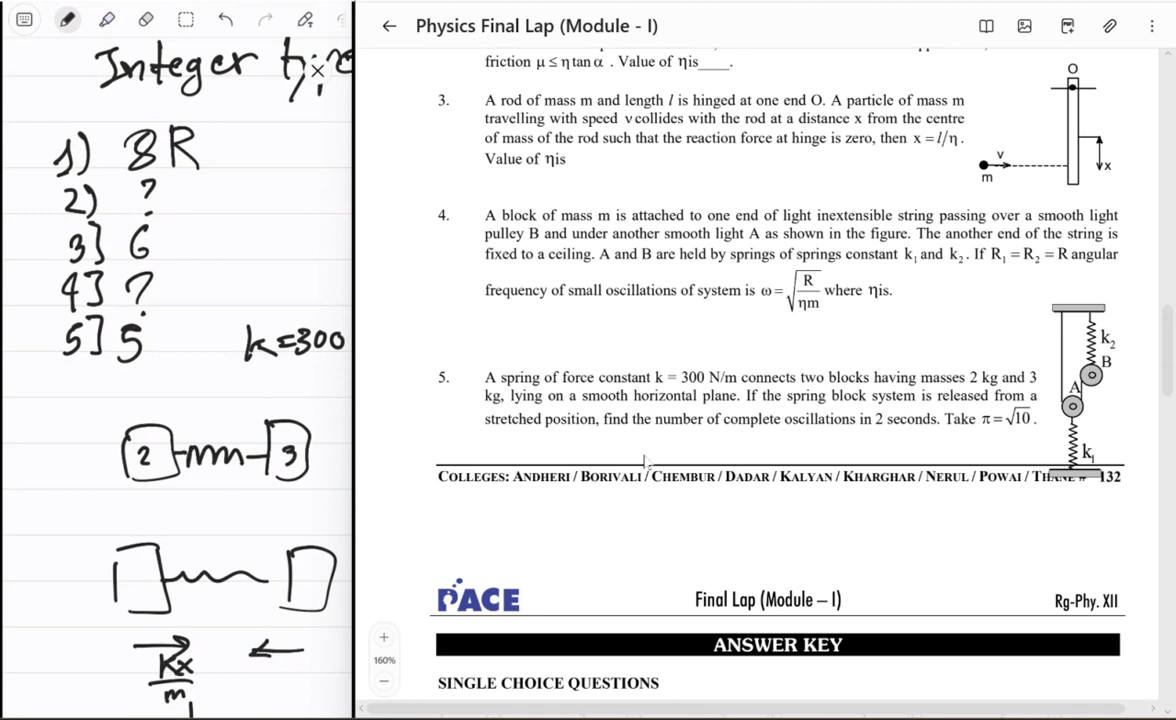 Integer
1) 8R
2) ?
3] 6
4] ?
5] 5 k=300
2 3
Kx
m
Physics Final Lap (Module - I)
friction μ ≤ η tan α . Value of η is____.
3. A rod of mass m and length l is hinged at one end O. A particle of mass m
travelling with speed v collides with the rod at a distance x from the centre
of mass of the rod such that the reaction force at hinge is zero, then x = l/η .
Value of η is
O
v
m
x
4. A block of mass m is attached to one end of light inextensible string passing over a smooth light
pulley B and under another smooth light A as shown in the figure. The another end of the string is
fixed to a ceiling. A and B are held by springs of springs constant k₁ and k₂. If R₁ = R₂ = R angular
frequency of small oscillations of system is ω = √(R/ηm) where η is.
k₂
B
A
k₁
5. A spring of force constant k = 300 N/m connects two blocks having masses 2 kg and 3
kg, lying on a smooth horizontal plane. If the spring block system is released from a
stretched position, find the number of complete oscillations in 2 seconds. Take π = √10 .
COLLEGES: ANDHERI / BORIVALI / CHEMBUR / DADAR / KALYAN / KHARGHAR / NERUL / POWAI / THANE # 132
PACE Final Lap (Module – I) Rg-Phy. XII
160%
ANSWER KEY
SINGLE CHOICE QUESTIONS